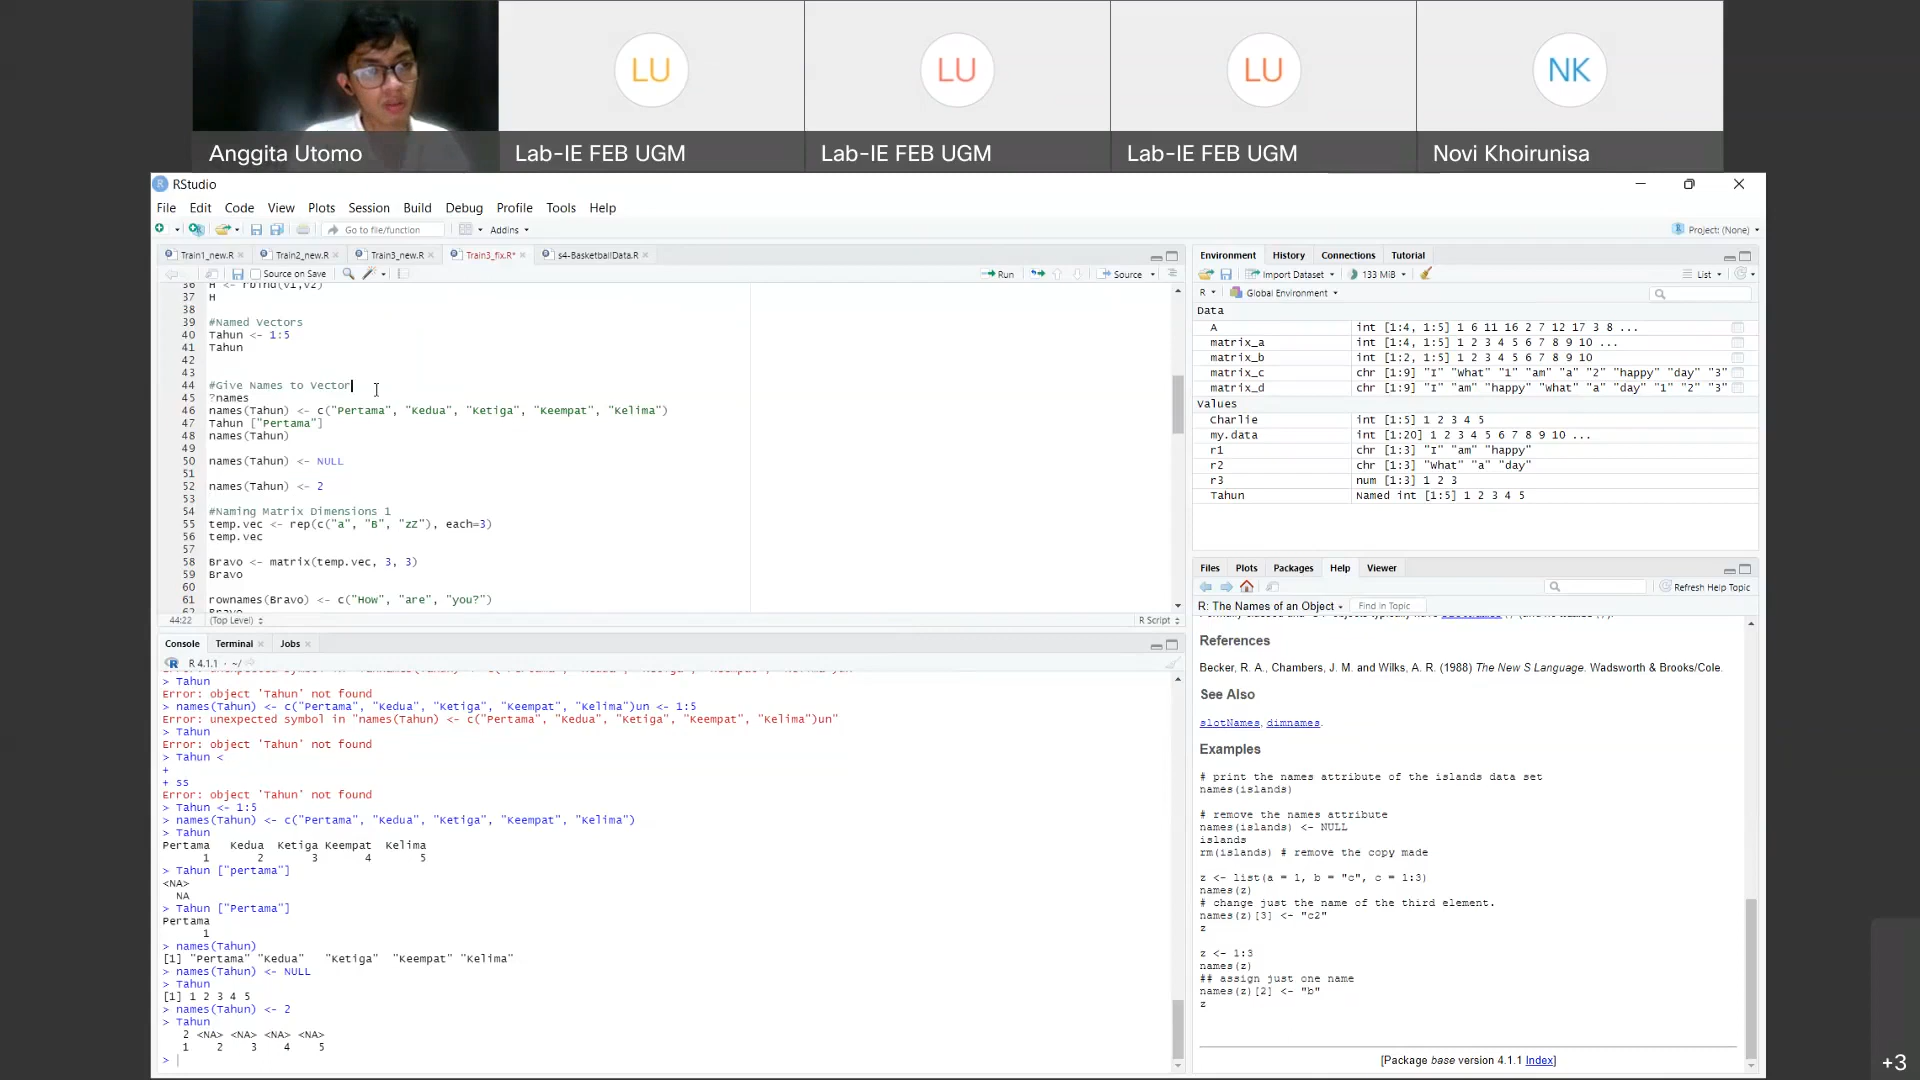 LU
LU
LU
NK
Anggita Utomo
Lab-IE FEB UGM
Lab-IE FEB UGM
Lab-IE FEB UGM
Novi Khoirunisa
RStudio
File Edit Code View Plots Session Build Debug Profile Tools Help
Go to file/function
Addins
Project: (None)
Train1_new.R
Train2_new.R
Train3_new.R
Train3_fix.R*
s4-BasketballData.R
Source on Save
Run
Source
36 H <- rbind(v1,v2)
37 H
38
39 #Named Vectors
40 Tahun <- 1:5
41 Tahun
42
43
44 #Give Names to Vector
45 ?names
46 names(Tahun) <- c("Pertama", "Kedua", "Ketiga", "Keempat", "Kelima")
47 Tahun ["Pertama"]
48 names(Tahun)
49
50 names(Tahun) <- NULL
51
52 names(Tahun) <- 2
53
54 #Naming Matrix Dimensions 1
55 temp.vec <- rep(c("a", "B", "zZ"), each=3)
56 temp.vec
57
58 Bravo <- matrix(temp.vec, 3, 3)
59 Bravo
60
61 rownames(Bravo) <- c("How", "are", "you?")
62 Bravo
44:22 (Top Level)
R Script
Console Terminal Jobs
R 4.1.1 · ~/
> Tahun
Error: object 'Tahun' not found
> names(Tahun) <- c("Pertama", "Kedua", "Ketiga", "Keempat", "Kelima")un <- 1:5
Error: unexpected symbol in "names(Tahun) <- c("Pertama", "Kedua", "Ketiga", "Keempat", "Kelima")un"
> Tahun
Error: object 'Tahun' not found
> Tahun <
+
+ ss
Error: object 'Tahun' not found
> Tahun <- 1:5
> names(Tahun) <- c("Pertama", "Kedua", "Ketiga", "Keempat", "Kelima")
> Tahun
Pertama Kedua Ketiga Keempat Kelima
1 2 3 4 5
> Tahun ["pertama"]
<NA>
NA
> Tahun ["Pertama"]
Pertama
1
> names(Tahun)
[1] "Pertama" "Kedua" "Ketiga" "Keempat" "Kelima"
> names(Tahun) <- NULL
> Tahun
[1] 1 2 3 4 5
> names(Tahun) <- 2
> Tahun
2 <NA> <NA> <NA> <NA>
1 2 3 4 5
>
Environment History Connections Tutorial
Import Dataset
133 MiB
List
R
Global Environment
Data
A int [1:4, 1:5] 1 6 11 16 2 7 12 17 3 8 ...
matrix_a int [1:4, 1:5] 1 2 3 4 5 6 7 8 9 10 ...
matrix_b int [1:2, 1:5] 1 2 3 4 5 6 7 8 9 10
matrix_c chr [1:9] "I" "What" "1" "am" "a" "2" "happy" "day" "3"
matrix_d chr [1:9] "I" "am" "happy" "What" "a" "day" "1" "2" "3"
Values
Charlie int [1:5] 1 2 3 4 5
my.data int [1:20] 1 2 3 4 5 6 7 8 9 10 ...
r1 chr [1:3] "I" "am" "happy"
r2 chr [1:3] "What" "a" "day"
r3 num [1:3] 1 2 3
Tahun Named int [1:5] 1 2 3 4 5
Files Plots Packages Help Viewer
Refresh Help Topic
R: The Names of an Object
Find in Topic
References
Becker, R. A., Chambers, J. M. and Wilks, A. R. (1988) The New S Language. Wadsworth & Brooks/Cole.
See Also
slotNames, dimnames.
Examples
# print the names attribute of the islands data set
names(islands)
# remove the names attribute
names(islands) <- NULL
islands
rm(islands) # remove the copy made
z <- list(a = 1, b = "c", c = 1:3)
names(z)
# change just the name of the third element.
names(z)[3] <- "c2"
z
z <- 1:3
names(z)
## assign just one name
names(z)[2] <- "b"
z
[Package base version 4.1.1 Index]
+3